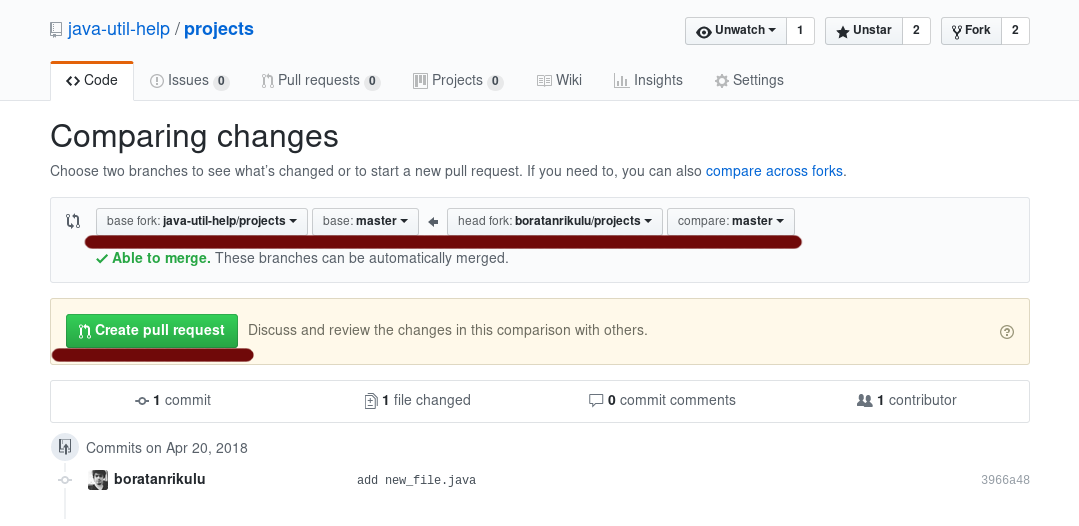 java-util-help / projects
Unwatch 1 Unstar 2 Fork 2
Code Issues 0 Pull requests 0 Projects 0 Wiki Insights Settings
Comparing changes
Choose two branches to see what's changed or to start a new pull request. If you need to, you can also compare across forks.
base fork: java-util-help/projects base: master head fork: boratanrikulu/projects compare: master
Able to merge. These branches can be automatically merged.
Create pull request Discuss and review the changes in this comparison with others.
1 commit 1 file changed 0 commit comments 1 contributor
Commits on Apr 20, 2018
boratanrikulu add new_file.java 3966a48